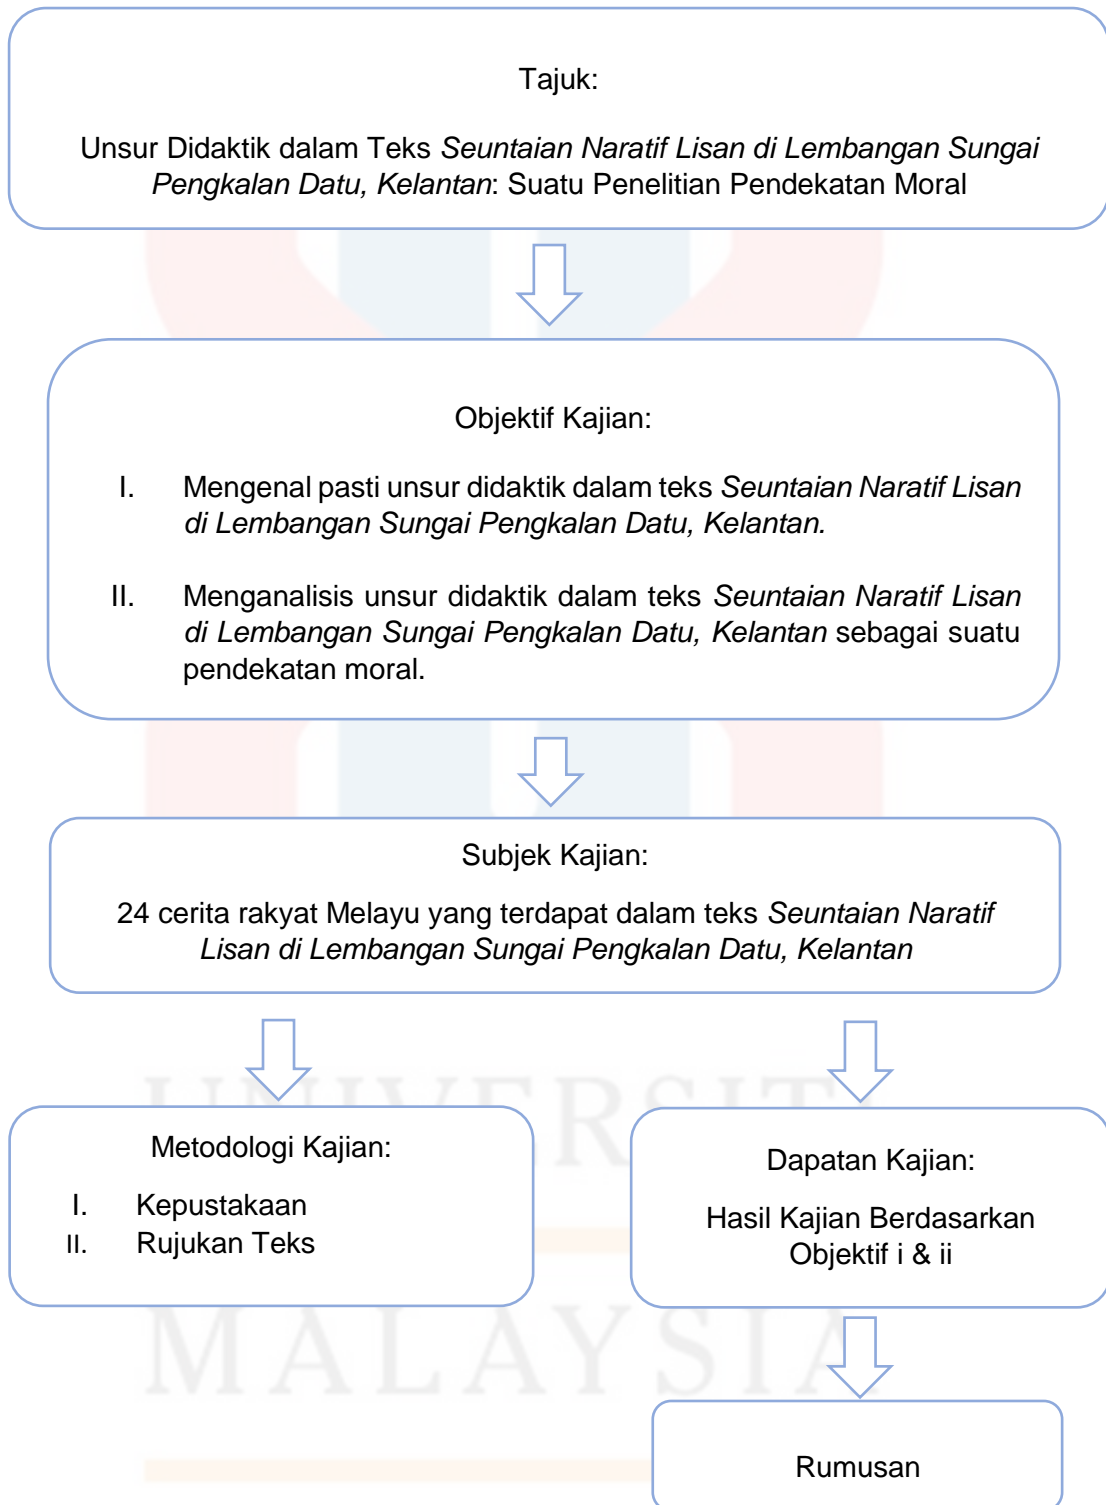 Tajuk:
Unsur Didaktik dalam Teks Seuntaian Naratif Lisan di Lembangan Sungai
Pengkalan Datu, Kelantan: Suatu Penelitian Pendekatan Moral
Objektif Kajian:
I. Mengenal pasti unsur didaktik dalam teks Seuntaian Naratif Lisan
di Lembangan Sungai Pengkalan Datu, Kelantan.
II. Menganalisis unsur didaktik dalam teks Seuntaian Naratif Lisan
di Lembangan Sungai Pengkalan Datu, Kelantan sebagai suatu
pendekatan moral.
Subjek Kajian:
24 cerita rakyat Melayu yang terdapat dalam teks Seuntaian Naratif
Lisan di Lembangan Sungai Pengkalan Datu, Kelantan
UNIVERSITI
Metodologi Kajian:
I. Kepustakaan
II. Rujukan Teks
Dapatan Kajian:
Hasil Kajian Berdasarkan
Objektif i & ii
MALAYSIA
Rumusan